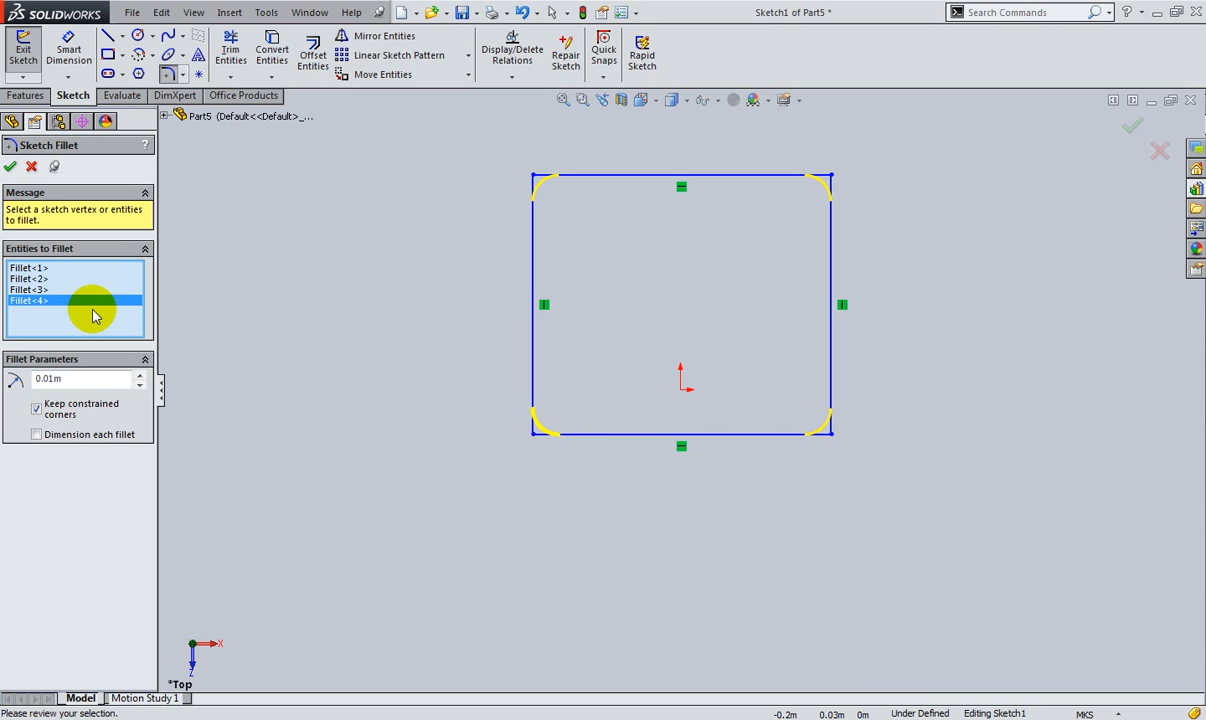 SOLIDWORKS File Edit View Insert Tools Window Help Sketch1 of Part5 * Search Commands ?
Exit Sketch
Smart Dimension
Trim Entities
Convert Entities
Offset Entities
Mirror Entities
Linear Sketch Pattern
Move Entities
Display/Delete Relations
Repair Sketch
Quick Snaps
Rapid Sketch
Features Sketch Evaluate DimXpert Office Products
Part5 (Default<<Default>_...
Sketch Fillet ?
Message
Select a sketch vertex or entities
to fillet.
Entities to Fillet
Fillet<1>
Fillet<2>
Fillet<3>
Fillet<4>
Fillet Parameters
0.01m
Keep constrained
corners
Dimension each fillet
X
Z
*Top
Model Motion Study 1
Please review your selection. -0.2m 0.03m 0m Under Defined Editing Sketch1 MKS